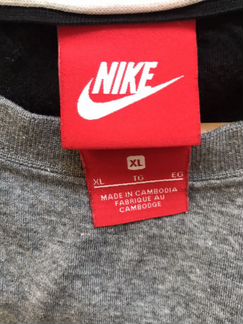 NIKE
XL
XL TG EG
MADE IN CAMBODIA
FABRIQUE AU
CAMBODGE